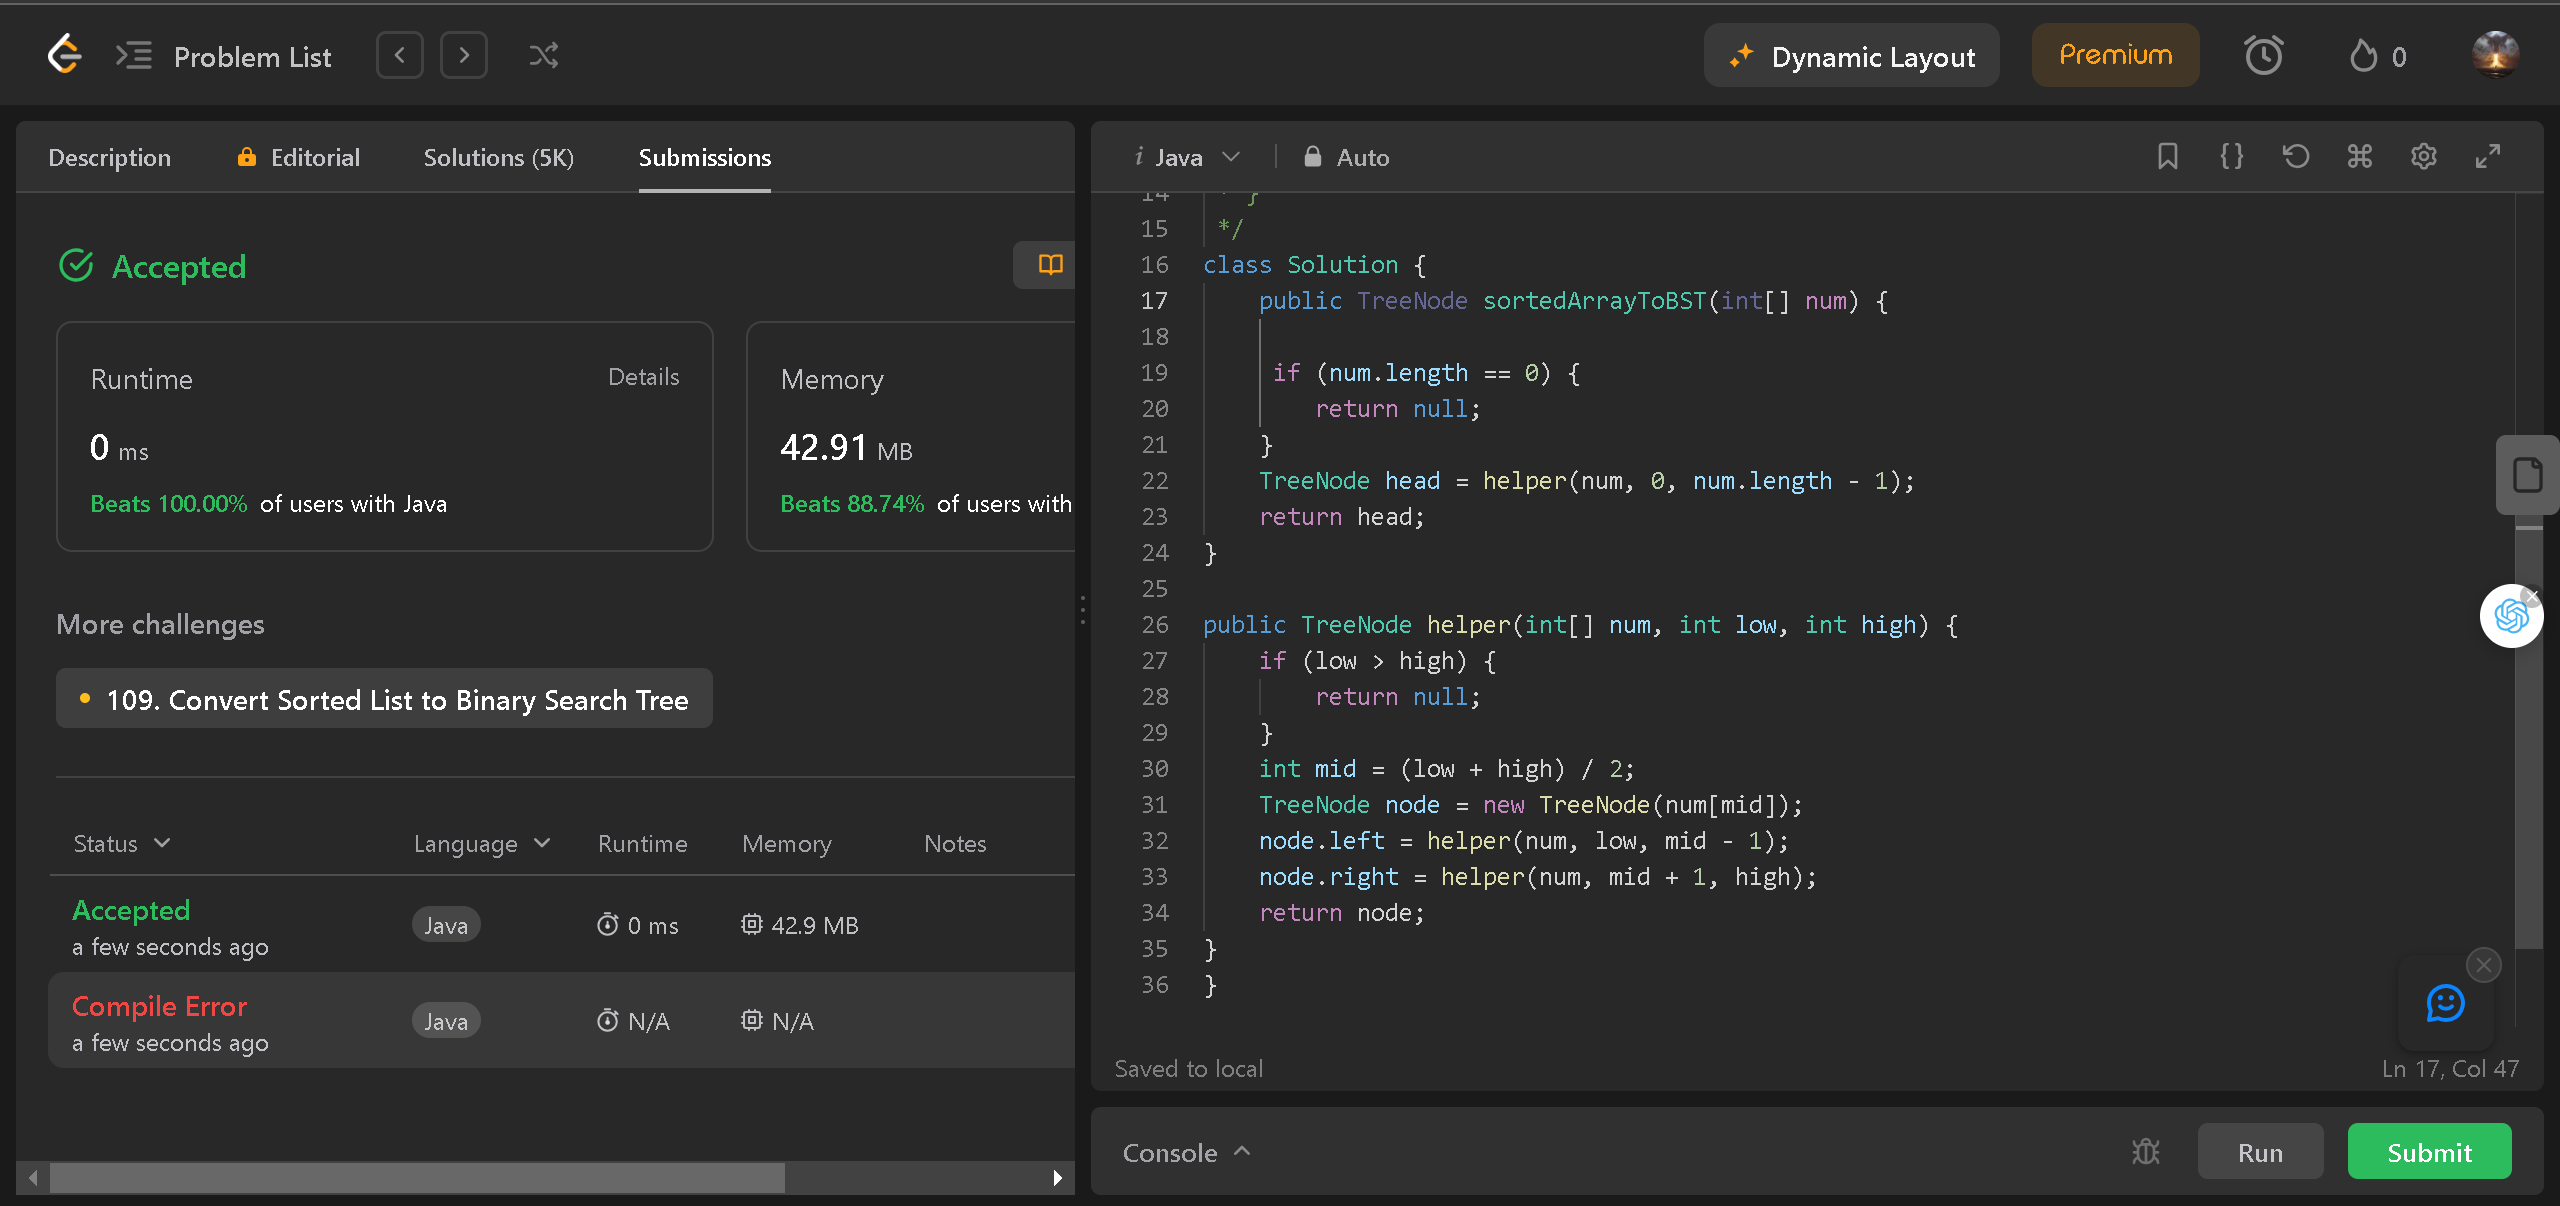 Problem List
Dynamic Layout
Premium
0
Description
Editorial
Solutions (5K)
Submissions
Accepted
Runtime
Details
0 ms
Beats 100.00% of users with Java
Memory
42.91 MB
Beats 88.74% of users with
More challenges
109. Convert Sorted List to Binary Search Tree
Status Language Runtime Memory Notes
Accepted
a few seconds ago
Java
0 ms
42.9 MB
Compile Error
a few seconds ago
Java
N/A
N/A
i Java
Auto
14 * }
15 */
16 class Solution {
17 public TreeNode sortedArrayToBST(int[] num) {
18
19 if (num.length == 0) {
20 return null;
21 }
22 TreeNode head = helper(num, 0, num.length - 1);
23 return head;
24 }
25
26 public TreeNode helper(int[] num, int low, int high) {
27 if (low > high) {
28 return null;
29 }
30 int mid = (low + high) / 2;
31 TreeNode node = new TreeNode(num[mid]);
32 node.left = helper(num, low, mid - 1);
33 node.right = helper(num, mid + 1, high);
34 return node;
35 }
36 }
Saved to local
Ln 17, Col 47
Console
Run
Submit